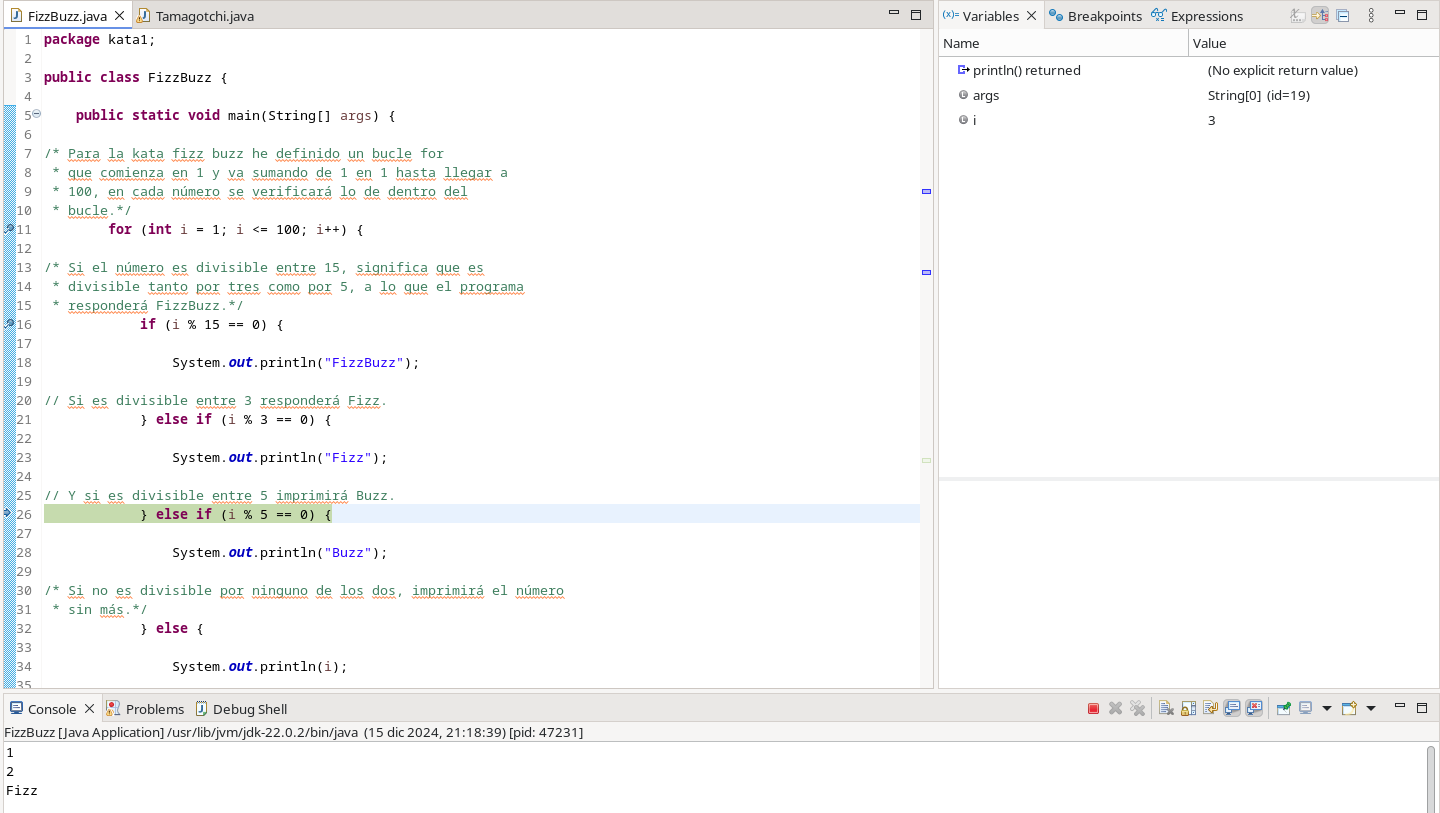 FizzBuzz.java Tamagotchi.java
1 package kata1;
2
3 public class FizzBuzz {
4
5 public static void main(String[] args) {
6
7 /* Para la kata fizz buzz he definido un bucle for
8 * que comienza en 1 y va sumando de 1 en 1 hasta llegar a
9 * 100, en cada número se verificará lo de dentro del
10 * bucle.*/
11 for (int i = 1; i <= 100; i++) {
12
13 /* Si el número es divisible entre 15, significa que es
14 * divisible tanto por tres como por 5, a lo que el programa
15 * responderá FizzBuzz.*/
16 if (i % 15 == 0) {
17
18 System.out.println("FizzBuzz");
19
20 // Si es divisible entre 3 responderá Fizz.
21 } else if (i % 3 == 0) {
22
23 System.out.println("Fizz");
24
25 // Y si es divisible entre 5 imprimirá Buzz.
26 } else if (i % 5 == 0) {
27
28 System.out.println("Buzz");
29
30 /* Si no es divisible por ninguno de los dos, imprimirá el número
31 * sin más.*/
32 } else {
33
34 System.out.println(i);
35
(x)= Variables Breakpoints Expressions
Name Value
println() returned (No explicit return value)
args String[0] (id=19)
i 3
Console Problems Debug Shell
FizzBuzz [Java Application] /usr/lib/jvm/jdk-22.0.2/bin/java (15 dic 2024, 21:18:39) [pid: 47231]
1
2
Fizz